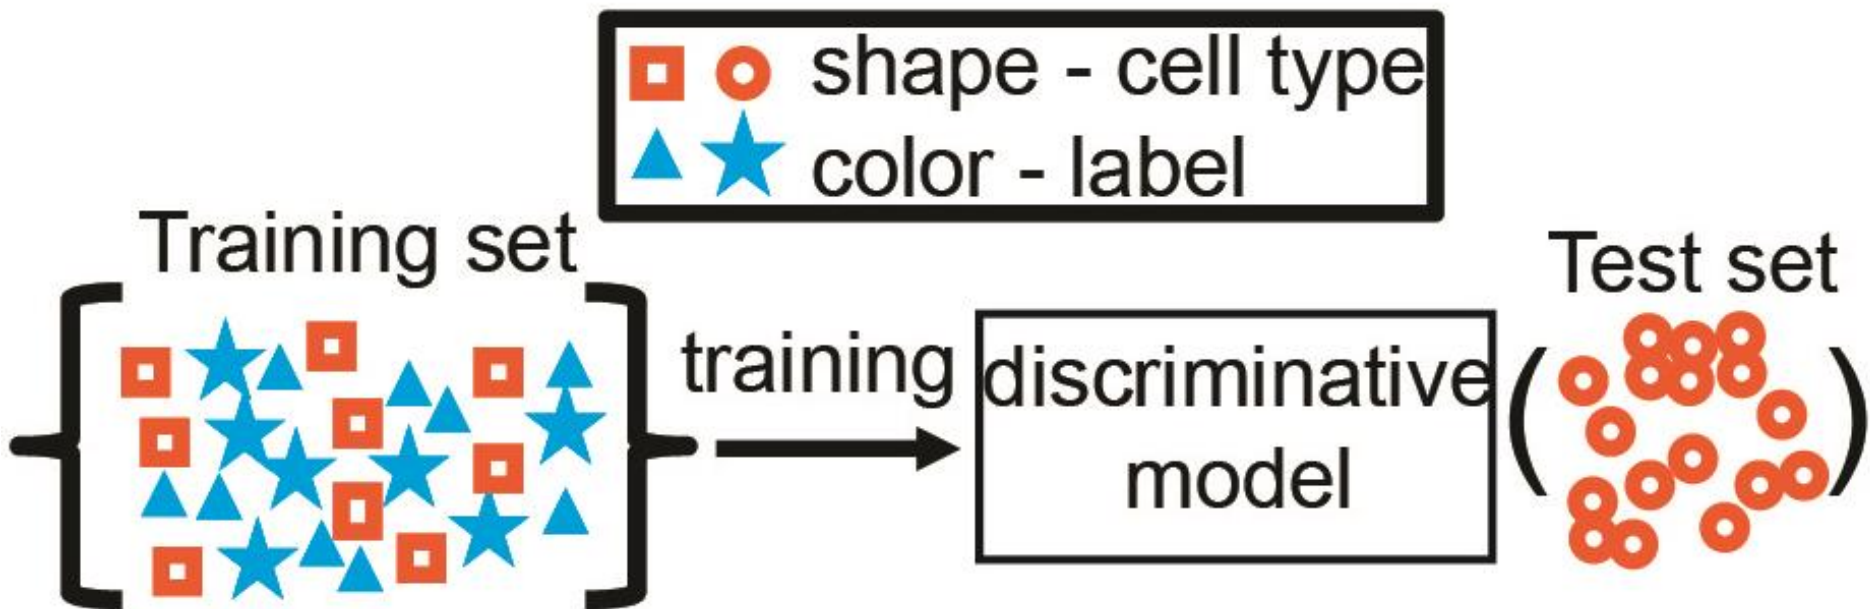 shape - cell type
color - label
Training set
Test set
training
discriminative
model